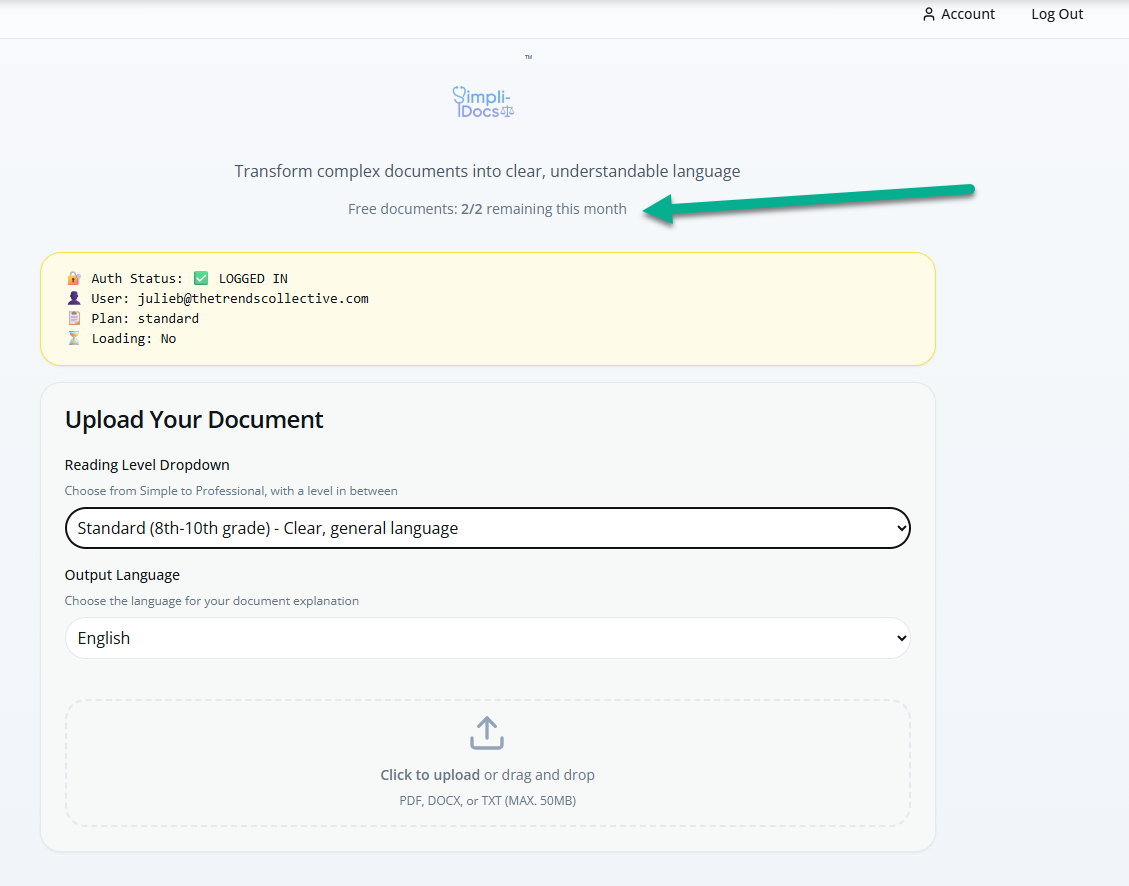 Account
Log Out
TM
Simpli-
Docs
Transform complex documents into clear, understandable language
Free documents: 2/2 remaining this month
🔐 Auth Status: ✅ LOGGED IN
👤 User: julieb@thetrendscollective.com
📋 Plan: standard
⏳ Loading: No
Upload Your Document
Reading Level Dropdown
Choose from Simple to Professional, with a level in between
Standard (8th-10th grade) - Clear, general language
Output Language
Choose the language for your document explanation
English
Click to upload or drag and drop
PDF, DOCX, or TXT (MAX. 50MB)